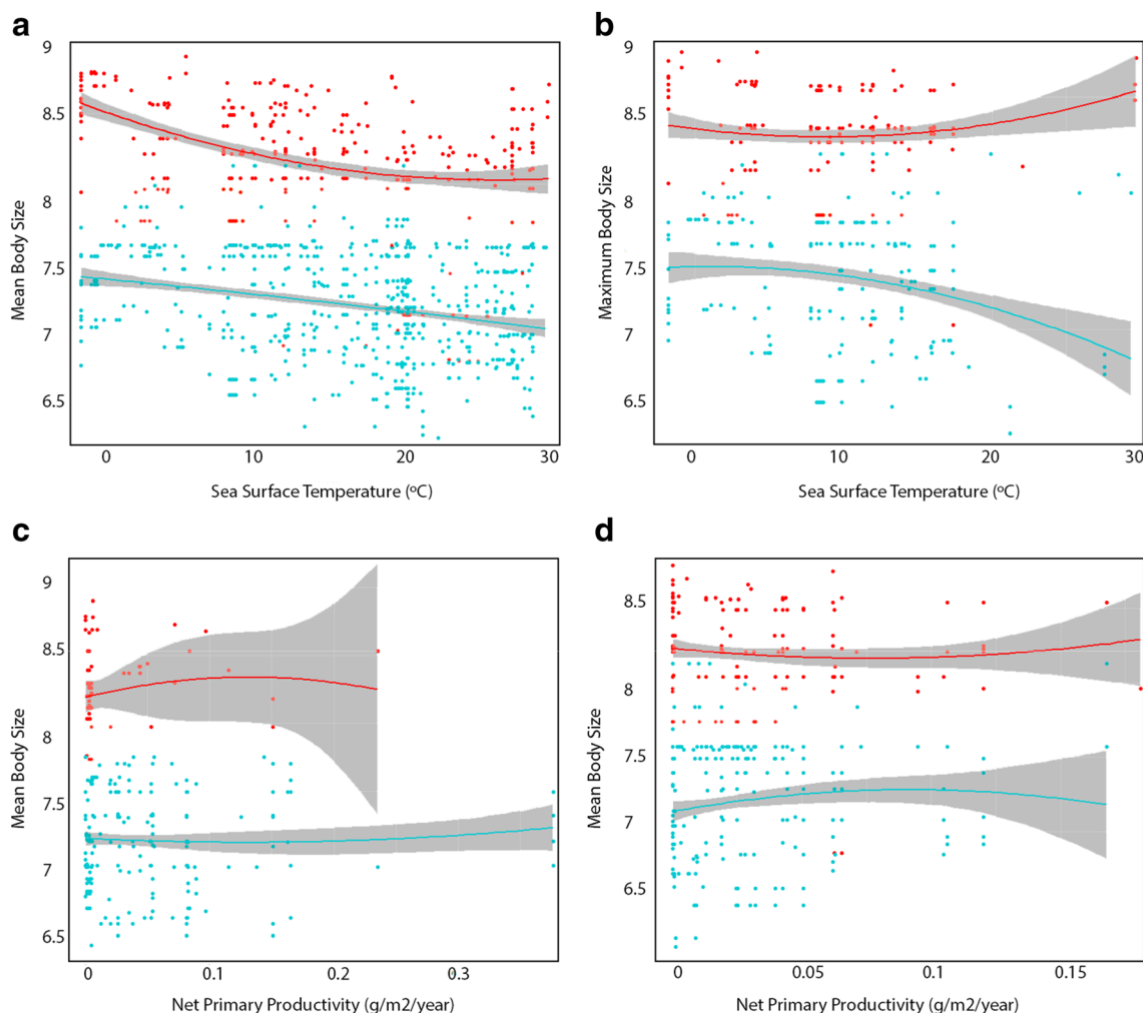 a
9
8.5
8
7.5
7
6.5
Mean Body Size
0 10 20 30
Sea Surface Temperature (ºC)
b
9
8.5
8
7.5
7
6.5
Maximum Body Size
0 10 20 30
Sea Surface Temperature (ºC)
c
9
8.5
8
7.5
7
6.5
Mean Body Size
0 0.1 0.2 0.3
Net Primary Productivity (g/m2/year)
d
8.5
8
7.5
7
6.5
Mean Body Size
0 0.05 0.1 0.15
Net Primary Productivity (g/m2/year)